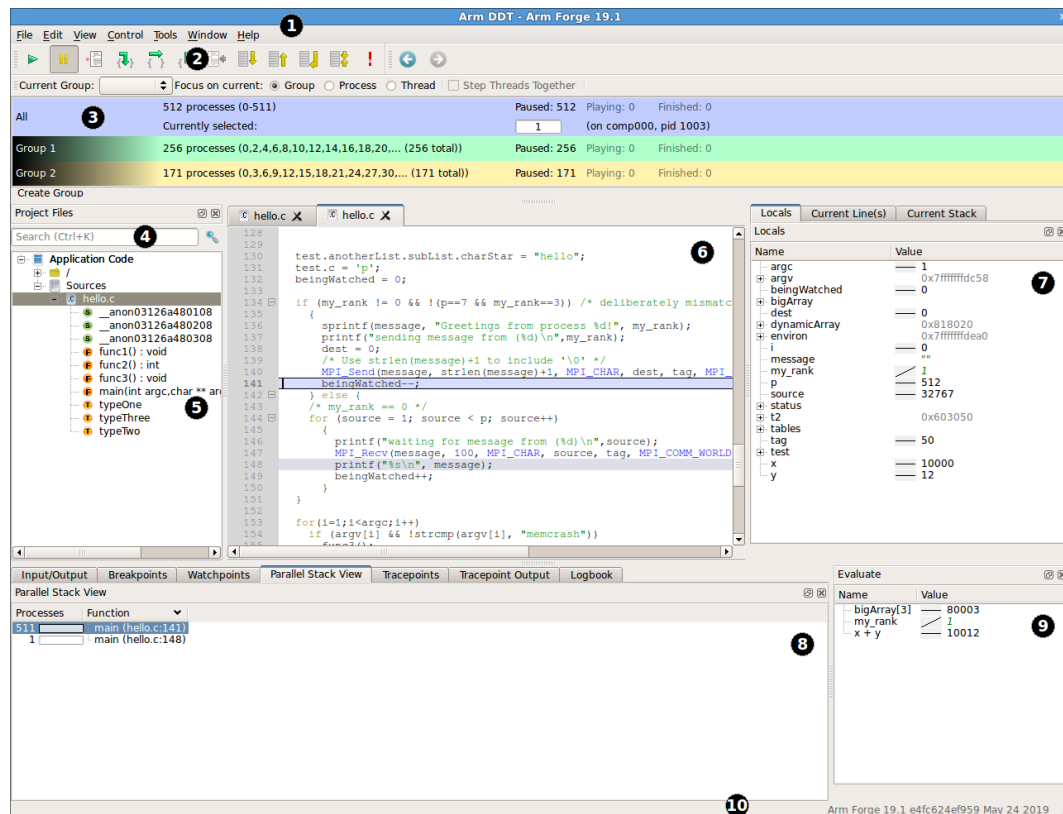 Arm DDT - Arm Forge 19.1
File Edit View Control Tools Window Help
1
2
Current Group: Focus on current: Group Process Thread Step Threads Together
All
3
512 processes (0-511) Paused: 512 Playing: 0 Finished: 0
Currently selected: 1 (on comp000, pid 1003)
Group 1 256 processes (0,2,4,6,8,10,12,14,16,18,20,... (256 total)) Paused: 256 Playing: 0 Finished: 0
Group 2 171 processes (0,3,6,9,12,15,18,21,24,27,30,... (171 total)) Paused: 171 Playing: 0 Finished: 0
Create Group
Project Files
Search (Ctrl+K)
4
Application Code
/
Sources
hello.c
__anon03126a480108
__anon03126a480208
__anon03126a480308
func1() : void
func2() : int
func3() : void
main(int argc,char ** ar
typeOne
5
typeThree
typeTwo
hello.c hello.c
6
128
129
130 test.anotherList.subList.charStar = "hello";
131 test.c = 'p';
132 beingWatched = 0;
133
134 if (my_rank != 0 && !(p==7 && my_rank==3)) /* deliberately mismatc
135 {
136 sprintf(message, "Greetings from process %d!", my_rank);
137 printf("sending message from (%d)\n",my_rank);
138 dest = 0;
139 /* Use strlen(message)+1 to include '\0' */
140 MPI_Send(message, strlen(message)+1, MPI_CHAR, dest, tag, MPI_
141 beingWatched--;
142 } else {
143 /* my_rank == 0 */
144 for (source = 1; source < p; source++)
145 {
146 printf("waiting for message from (%d)\n",source);
147 MPI_Recv(message, 100, MPI_CHAR, source, tag, MPI_COMM_WORLD
148 printf("%s\n", message);
149 beingWatched++;
150 }
151 }
152
153 for(i=1;i<argc;i++)
154 if (argv[i] && !strcmp(argv[i], "memcrash"))
155 func3();
Locals Current Line(s) Current Stack
Locals
Name Value
7
argc 1
argv 0x7fffffffdc58
beingWatched 0
bigArray
dest 0
dynamicArray 0x818020
environ 0x7fffffffdea0
i 0
message ""
my_rank 1
p 512
source 32767
status
t2 0x603050
tables
tag 50
test
x 10000
y 12
Input/Output Breakpoints Watchpoints Parallel Stack View Tracepoints Tracepoint Output Logbook
Parallel Stack View
Processes Function
511 main (hello.c:141)
1 main (hello.c:148)
8
Evaluate
Name Value
bigArray[3] 80003
my_rank 1
x + y 10012
9
10
Arm Forge 19.1 e4fc624ef959 May 24 2019